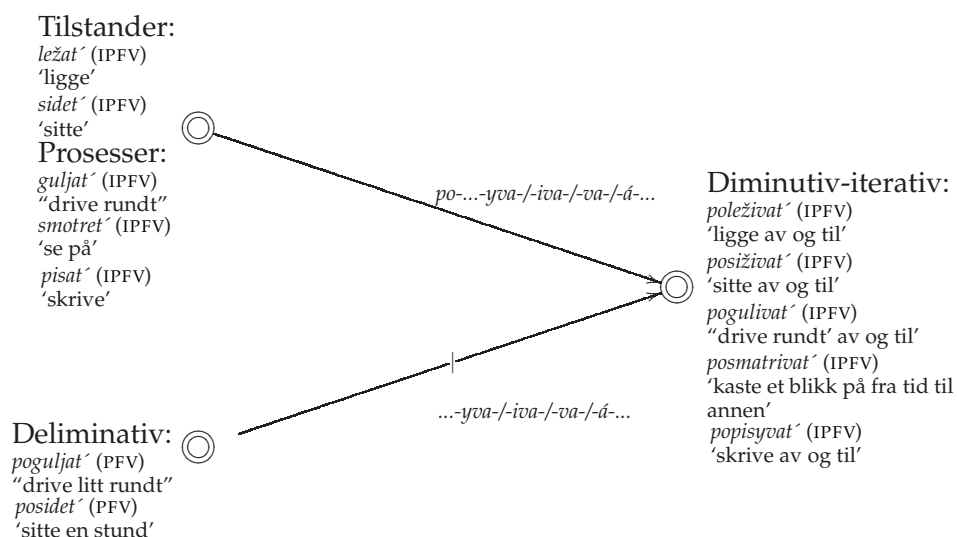 Tilstander:
ležat´ (IPFV)
‘ligge’
sidet´ (IPFV)
‘sitte’
Prosesser:
guljat´ (IPFV)
“drive rundt”
smotret´ (IPFV)
‘se på’
pisat´ (IPFV)
‘skrive’
po-...-yva-/-iva-/-va-/-á-...
Diminutiv-iterativ:
poleživat´ (IPFV)
‘ligge av og til’
posiživat´ (IPFV)
‘sitte av og til’
pogulivat´ (IPFV)
“drive rundt’ av og til’
posmatrivat´ (IPFV)
‘kaste et blikk på fra tid til
annen’
popisyvat´ (IPFV)
‘skrive av og til’
...-yva-/-iva-/-va-/-á-...
Deliminativ:
poguljat´ (PFV)
“drive litt rundt”
posidet´ (PFV)
‘sitte en stund’